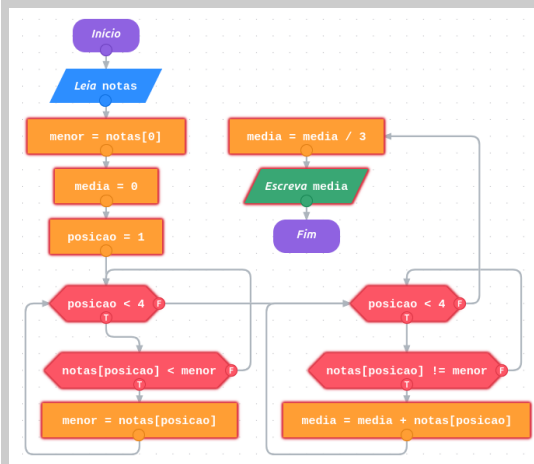 Início
Leia notas
menor = notas[0]
media = 0
posicao = 1
posicao < 4
F
T
notas[posicao] < menor
F
T
menor = notas[posicao]
media = media / 3
Escreva media
Fim
posicao < 4
F
T
notas[posicao] != menor
F
T
media = media + notas[posicao]